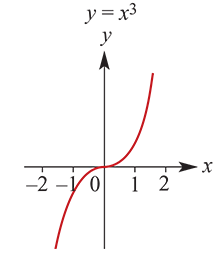 y = x³
y
x
–2 –1 0 1 2